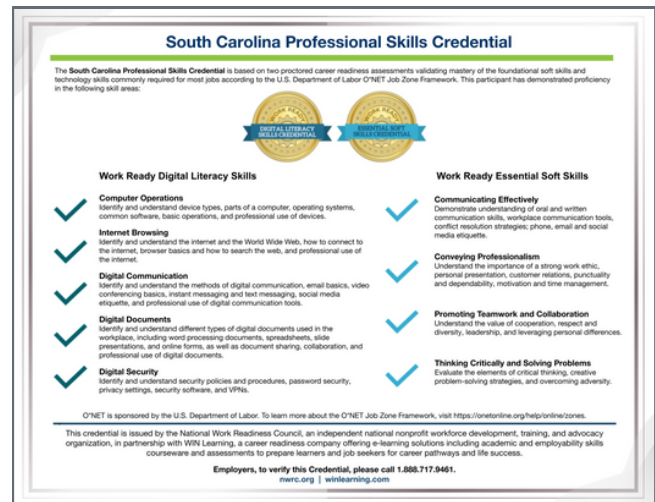 South Carolina Professional Skills Credential
The South Carolina Professional Skills Credential is based on two proctored career readiness assessments validating mastery of the foundational soft skills and
technology skills commonly required for most jobs according to the U.S. Department of Labor O*NET Job Zone Framework. This participant has demonstrated proficiency
in the following skill areas:
WORK READY
DIGITAL LITERACY
SKILLS CREDENTIAL
WORK READY
ESSENTIAL SOFT
SKILLS CREDENTIAL
Work Ready Digital Literacy Skills
Computer Operations
Identify and understand device types, parts of a computer, operating systems,
common software, basic operations, and professional use of devices.
Internet Browsing
Identify and understand the internet and the World Wide Web, how to connect to
the internet, browser basics and how to search the web, and professional use of
the internet.
Digital Communication
Identify and understand the methods of digital communication, email basics, video
conferencing basics, instant messaging and text messaging, social media
etiquette, and professional use of digital communication tools.
Digital Documents
Identify and understand different types of digital documents used in the
workplace, including word processing documents, spreadsheets, slide
presentations, and online forms, as well as document sharing, collaboration, and
professional use of digital documents.
Digital Security
Identify and understand security policies and procedures, password security,
privacy settings, security software, and VPNs.
Work Ready Essential Soft Skills
Communicating Effectively
Demonstrate understanding of oral and written
communication skills, workplace communication tools,
conflict resolution strategies; phone, email and social
media etiquette.
Conveying Professionalism
Understand the importance of a strong work ethic,
personal presentation, customer relations, punctuality
and dependability, motivation and time management.
Promoting Teamwork and Collaboration
Understand the value of cooperation, respect and
diversity, leadership, and leveraging personal differences.
Thinking Critically and Solving Problems
Evaluate the elements of critical thinking, creative
problem-solving strategies, and overcoming adversity.
O*NET is sponsored by the U.S. Department of Labor. To learn more about the O*NET Job Zone Framework, visit https://onetonline.org/help/online/zones.
This credential is issued by the National Work Readiness Council, an independent national nonprofit workforce development, training, and advocacy
organization, in partnership with WIN Learning, a career readiness company offering e-learning solutions including academic and employability skills
courseware and assessments to prepare learners and job seekers for career pathways and life success.
Employers, to verify this Credential, please call 1.888.717.9461.
nwrc.org | winlearning.com